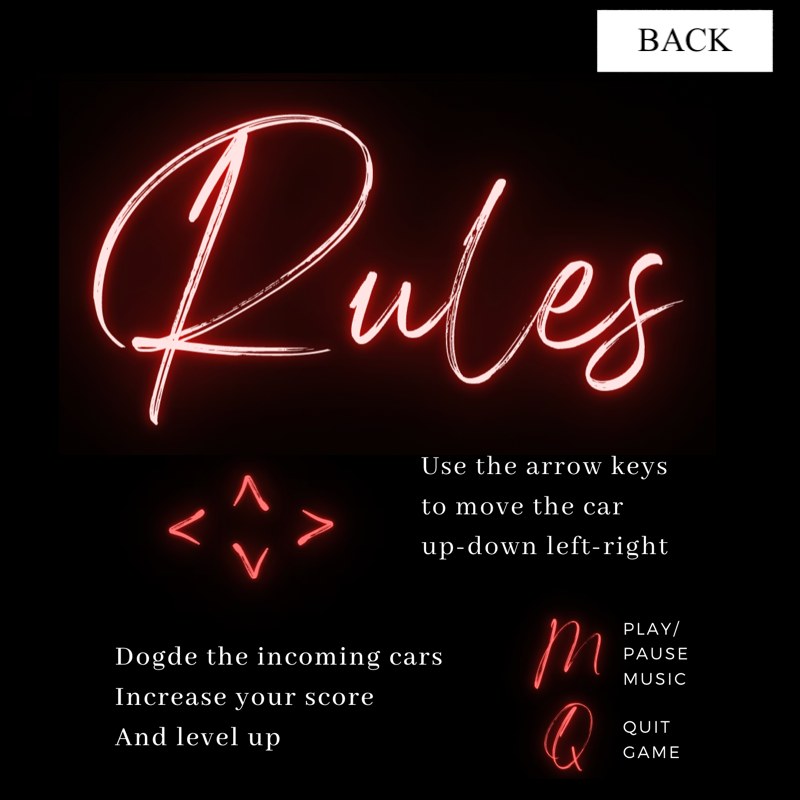 BACK
Rules
Use the arrow keys
to move the car
up-down left-right
Dogde the incoming cars
Increase your score
And level up
M
PLAY/
PAUSE
MUSIC
Q
QUIT
GAME